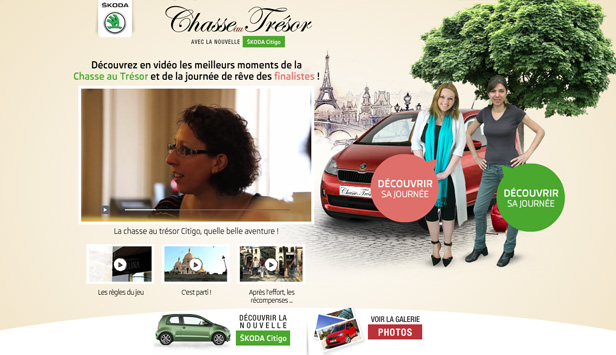 ŠKODA
Chasse au Trésor
AVEC LA NOUVELLE ŠKODA Citigo
Découvrez en vidéo les meilleurs moments de la
Chasse au Trésor et de la journée de rêve des finalistes !
La chasse au trésor Citigo, quelle belle aventure !
Les règles du jeu
C'est parti !
Après l'effort, les
récompenses ...
Chasse au Trésor
DÉCOUVRIR
SA JOURNÉE
DÉCOUVRIR
SA JOURNÉE
DÉCOUVRIR LA
NOUVELLE
ŠKODA Citigo
VOIR LA GALERIE
PHOTOS